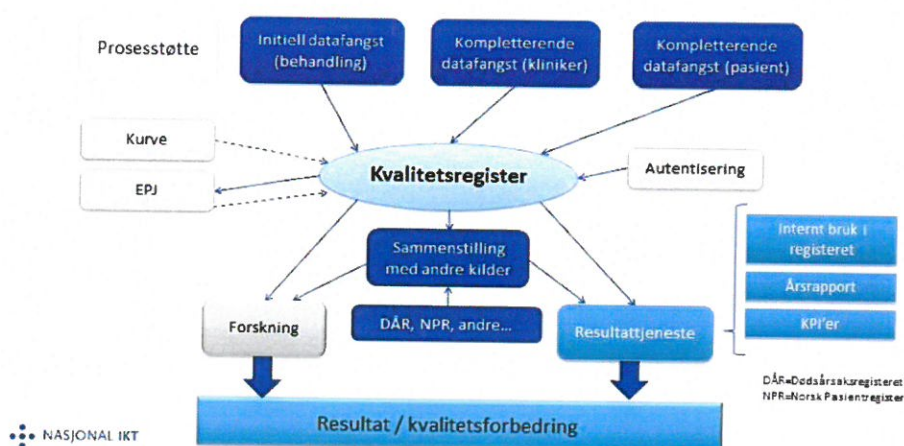 Prosesstøtte
Initiell datafangst
(behandling)
Kompletterende
datafangst (kliniker)
Kompletterende
datafangst (pasient)
Kurve
EPJ
Kvalitetsregister
Autentisering
Sammenstilling
med andre kilder
Internt bruk i
registeret
Årsrapport
KPI'er
Forskning
DÅR, NPR, andre...
Resultattjeneste
DÅR=Dødsårsaksregisteret
NPR=Norsk Pasientregister
Resultat / kvalitetsforbedring
NASJONAL IKT